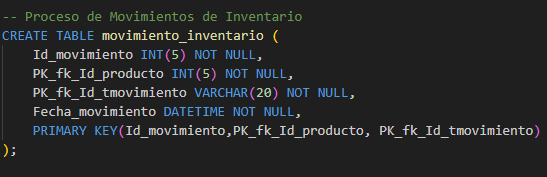 -- Proceso de Movimientos de Inventario
CREATE TABLE movimiento_inventario (
Id_movimiento INT(5) NOT NULL,
PK_fk_Id_producto INT(5) NOT NULL,
PK_fk_Id_tmovimiento VARCHAR(20) NOT NULL,
Fecha_movimiento DATETIME NOT NULL,
PRIMARY KEY(Id_movimiento,PK_fk_Id_producto, PK_fk_Id_tmovimiento)
);